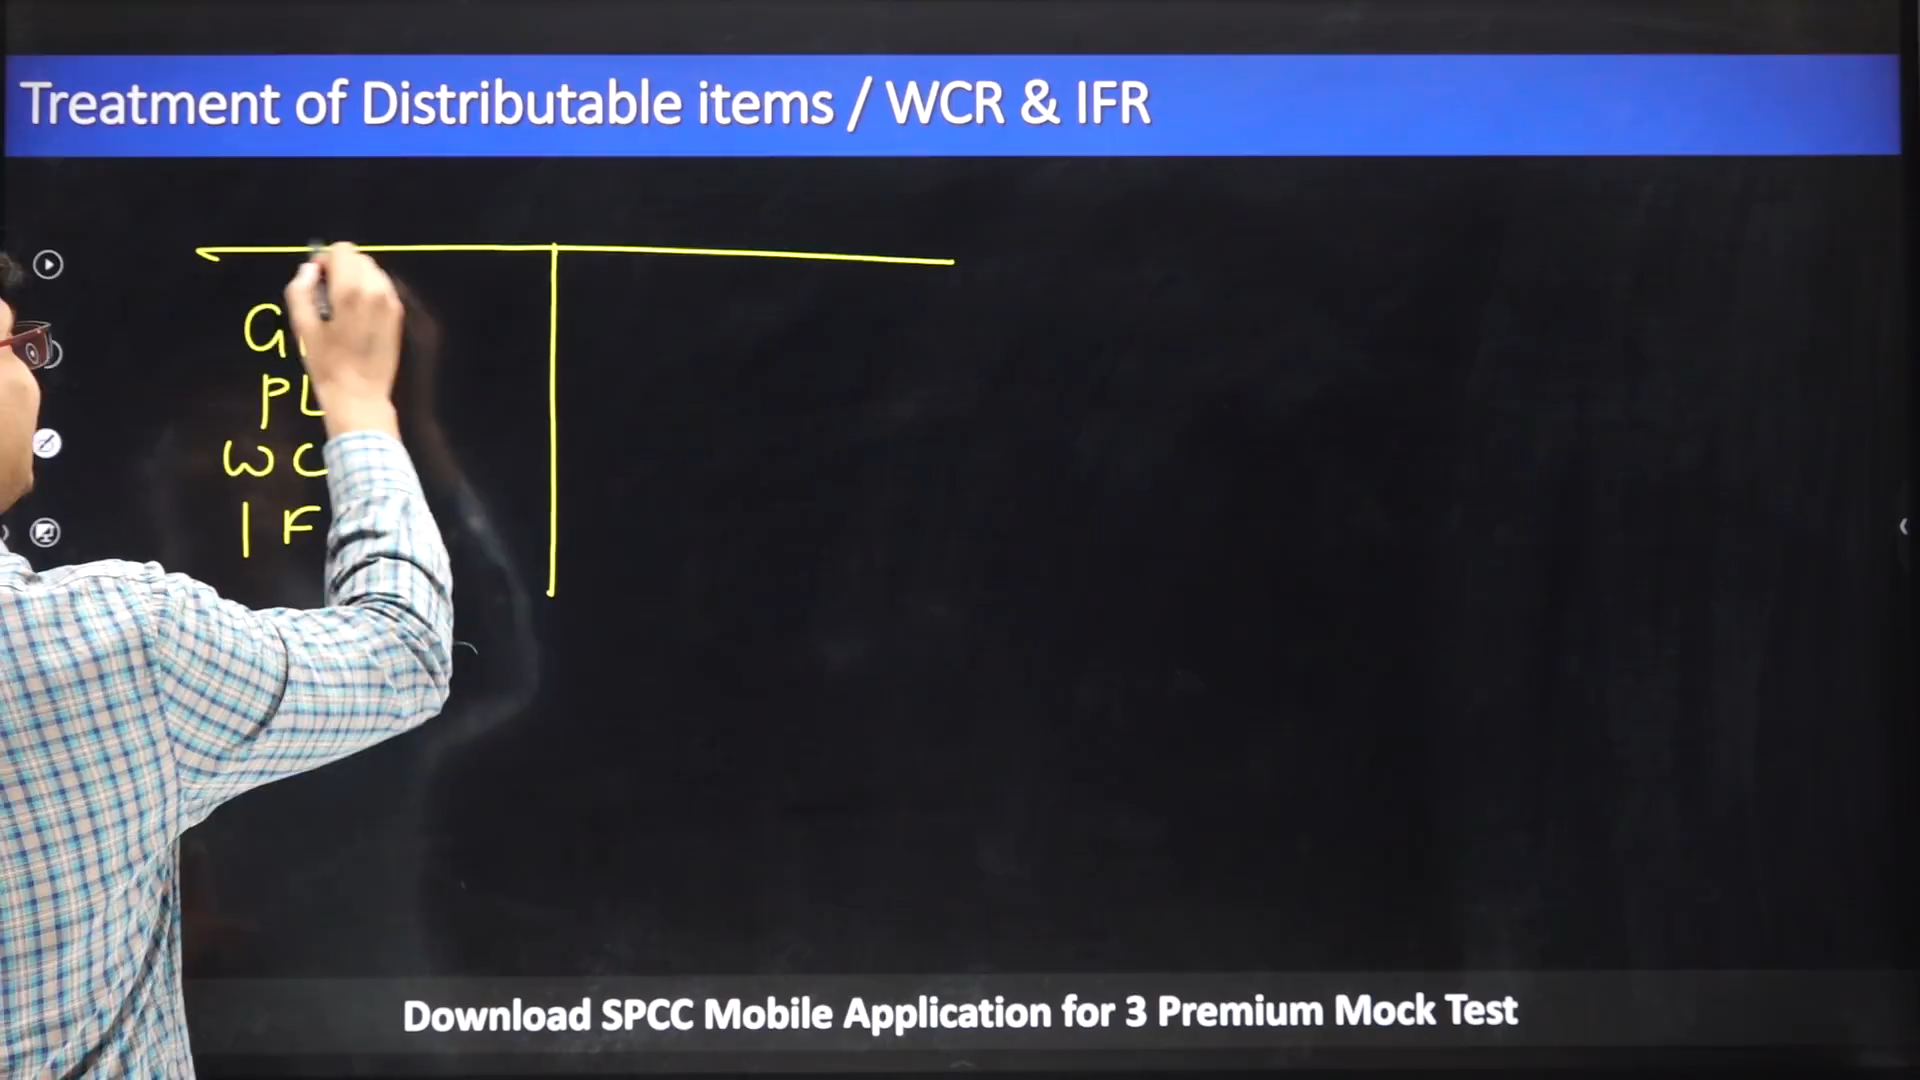 Treatment of Distributable items / WCR & IFR
G
PL
WC
IF
Download SPCC Mobile Application for 3 Premium Mock Test